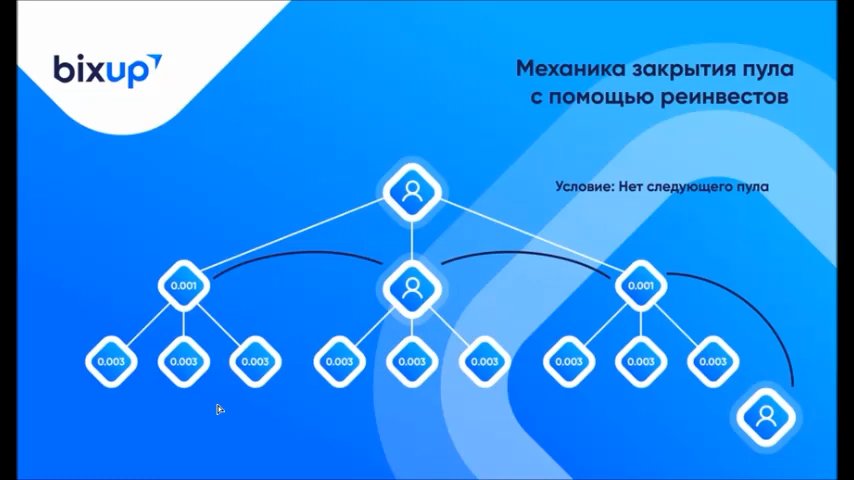 bixup
Механика закрытия пула
с помощью реинвестов
Условие: Нет следующего пула
0.001
0.001
0.003
0.003
0.003
0.003
0.003
0.003
0.003
0.003
0.003